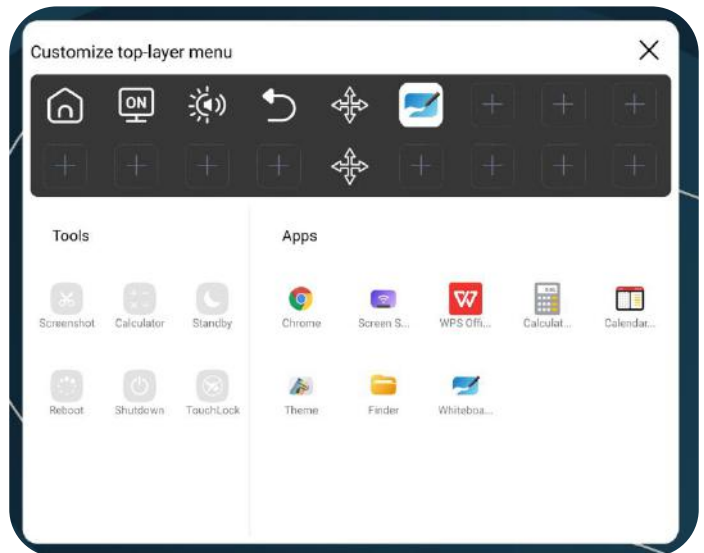 Customize top-layer menu
ON
Tools
Apps
Screenshot Calculator Standby
Chrome Screen S... WPS Offi... Calculat... Calendar...
Reboot Shutdown TouchLock
Theme Finder Whiteboa...